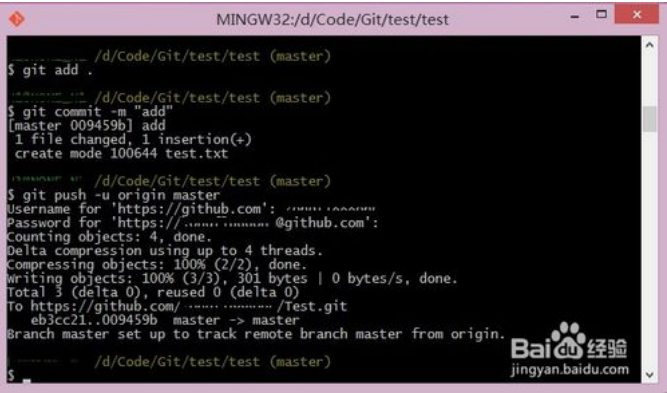 MINGW32:/d/Code/Git/test/test
/d/Code/Git/test/test (master)
$ git add .
/d/Code/Git/test/test (master)
$ git commit -m "add"
[master 009459b] add
1 file changed, 1 insertion(+)
create mode 100644 test.txt
/d/Code/Git/test/test (master)
$ git push -u origin master
Username for 'https://github.com':
Password for 'https://@github.com':
Counting objects: 4, done.
Delta compression using up to 4 threads.
Compressing objects: 100% (2/2), done.
Writing objects: 100% (3/3), 301 bytes | 0 bytes/s, done.
Total 3 (delta 0), reused 0 (delta 0)
To https://github.com/ /Test.git
eb3cc21..009459b master -> master
Branch master set up to track remote branch master from origin.
/d/Code/Git/test/test (master)
$
Baidu 经验
jingyan.baidu.com